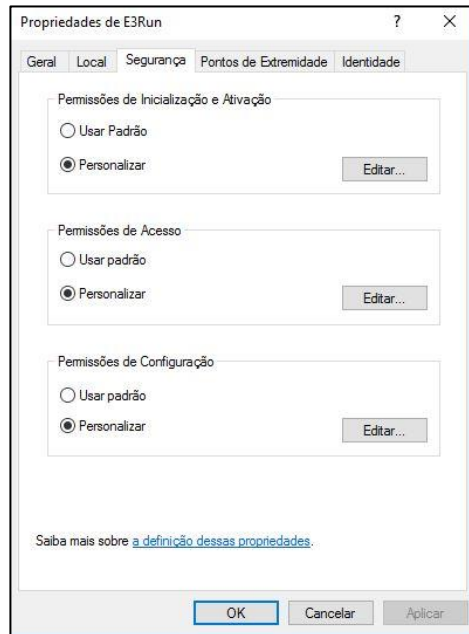 Propriedades de E3Run
Geral Local Segurança Pontos de Extremidade Identidade
Permissões de Inicialização e Ativação
Usar Padrão
Personalizar
Editar...
Permissões de Acesso
Usar padrão
Personalizar
Editar...
Permissões de Configuração
Usar padrão
Personalizar
Editar...
Saiba mais sobre a definição dessas propriedades.
OK Cancelar Aplicar